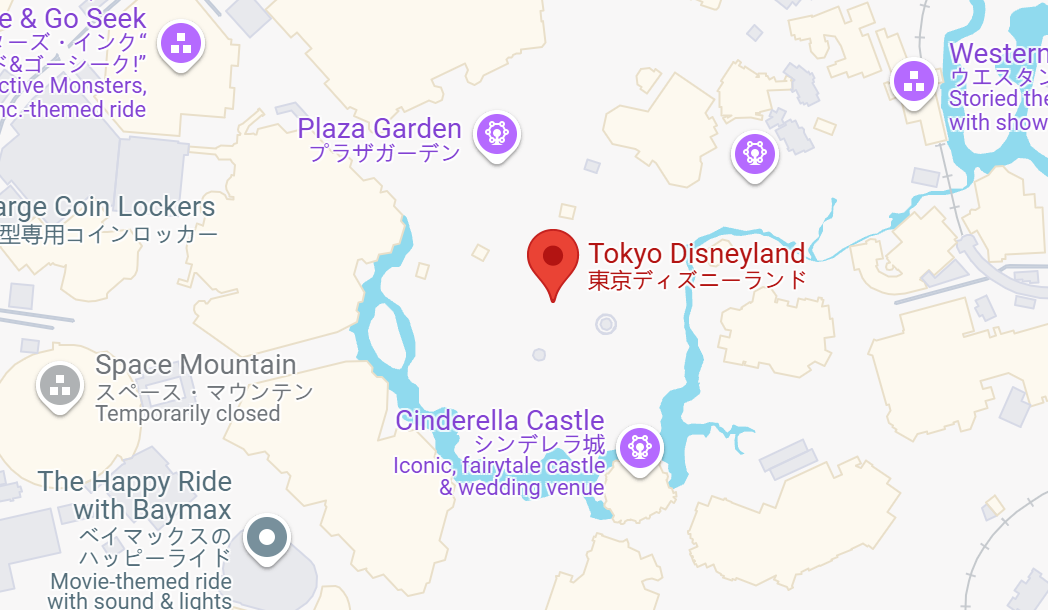 e & Go Seek
ターズ・インク“
ド&ゴーシーク!”
ctive Monsters,
nc.-themed ride
Western
ウエスタン
Storied the
with show
Plaza Garden
プラザガーデン
arge Coin Lockers
型専用コインロッカー
Tokyo Disneyland
東京ディズニーランド
Space Mountain
スペース・マウンテン
Temporarily closed
Cinderella Castle
シンデレラ城
Iconic, fairytale castle
& wedding venue
The Happy Ride
with Baymax
ベイマックスの
ハッピーライド
Movie-themed ride
with sound & lights